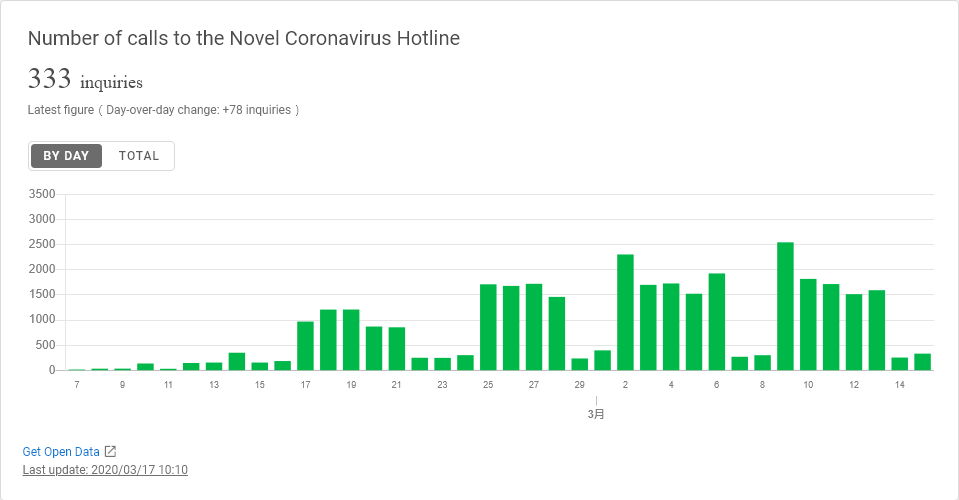 Number of calls to the Novel Coronavirus Hotline
333 inquiries
Latest figure ( Day-over-day change: +78 inquiries )
BY DAY TOTAL
3500
3000
2500
2000
1500
1000
500
0
7 9 11 13 15 17 19 21 23 25 27 29 2 4 6 8 10 12 14
3月
Get Open Data
Last update: 2020/03/17 10:10